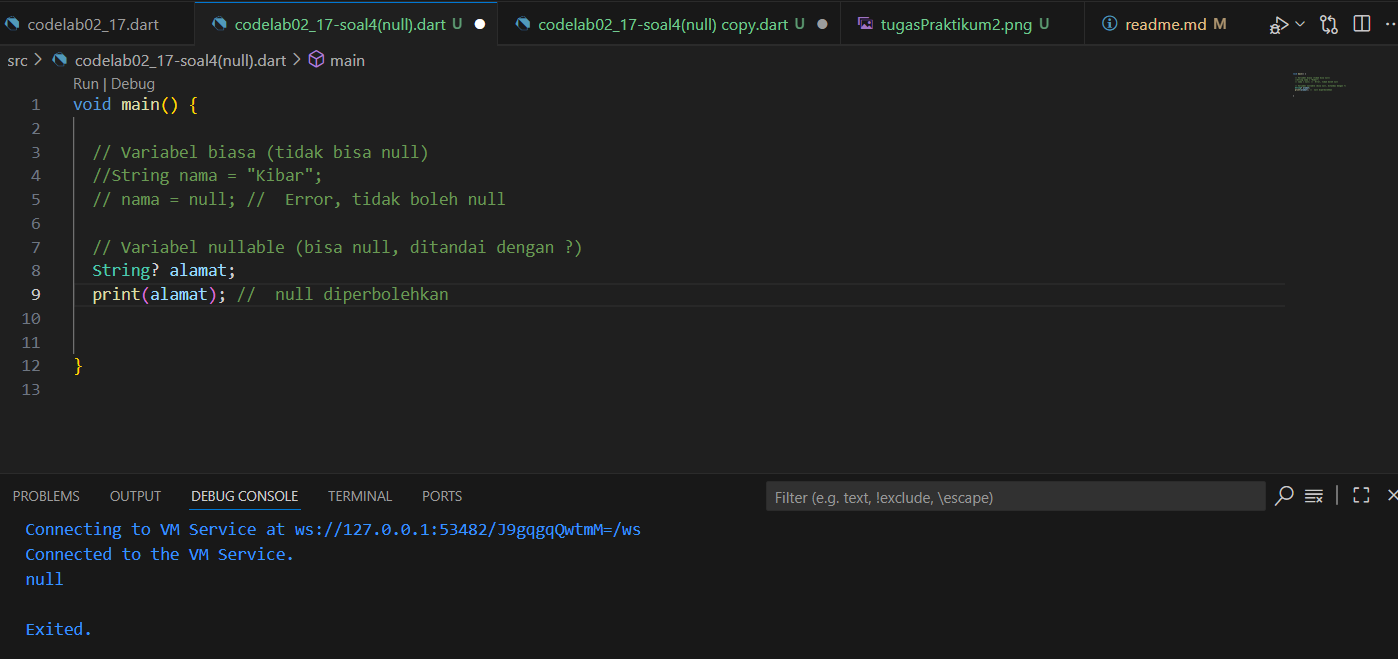 codelab02_17.dart codelab02_17-soal4(null).dart U codelab02_17-soal4(null) copy.dart U tugasPraktikum2.png U readme.md M
src > codelab02_17-soal4(null).dart > main
Run | Debug
1 void main() {
2
3 // Variabel biasa (tidak bisa null)
4 //String nama = "Kibar";
5 // nama = null; //  Error, tidak boleh null
6
7 // Variabel nullable (bisa null, ditandai dengan ?)
8 String? alamat;
9 print(alamat); //  null diperbolehkan
10
11
12 }
13
PROBLEMS OUTPUT DEBUG CONSOLE TERMINAL PORTS Filter (e.g. text, !exclude, \escape)
Connecting to VM Service at ws://127.0.0.1:53482/J9gqgqQwtmM=/ws
Connected to the VM Service.
null
Exited.